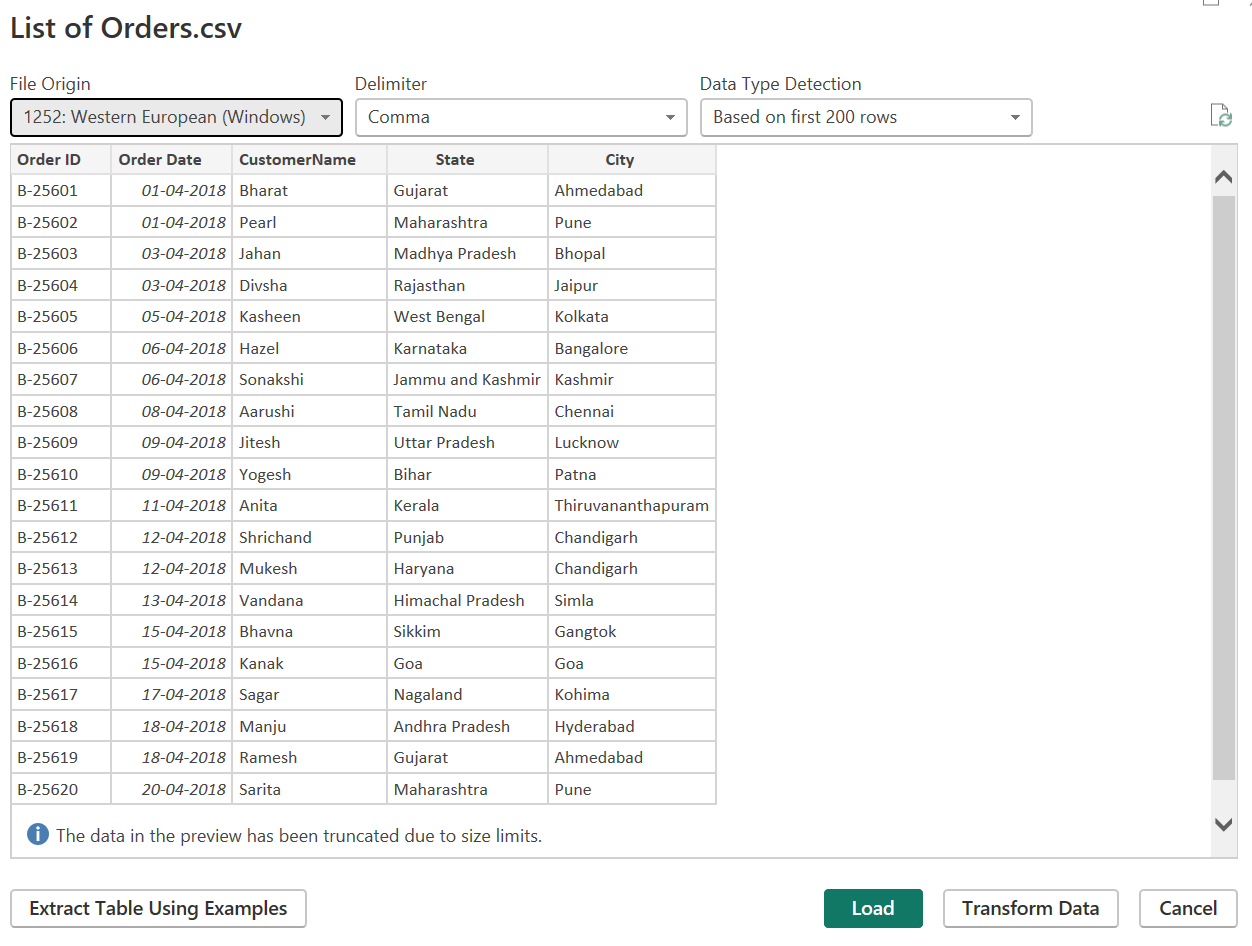 List of Orders.csv
File Origin Delimiter Data Type Detection
1252: Western European (Windows) Comma Based on first 200 rows
Order ID Order Date CustomerName State City
B-25601 01-04-2018 Bharat Gujarat Ahmedabad
B-25602 01-04-2018 Pearl Maharashtra Pune
B-25603 03-04-2018 Jahan Madhya Pradesh Bhopal
B-25604 03-04-2018 Divsha Rajasthan Jaipur
B-25605 05-04-2018 Kasheen West Bengal Kolkata
B-25606 06-04-2018 Hazel Karnataka Bangalore
B-25607 06-04-2018 Sonakshi Jammu and Kashmir Kashmir
B-25608 08-04-2018 Aarushi Tamil Nadu Chennai
B-25609 09-04-2018 Jitesh Uttar Pradesh Lucknow
B-25610 09-04-2018 Yogesh Bihar Patna
B-25611 11-04-2018 Anita Kerala Thiruvananthapuram
B-25612 12-04-2018 Shrichand Punjab Chandigarh
B-25613 12-04-2018 Mukesh Haryana Chandigarh
B-25614 13-04-2018 Vandana Himachal Pradesh Simla
B-25615 15-04-2018 Bhavna Sikkim Gangtok
B-25616 15-04-2018 Kanak Goa Goa
B-25617 17-04-2018 Sagar Nagaland Kohima
B-25618 18-04-2018 Manju Andhra Pradesh Hyderabad
B-25619 18-04-2018 Ramesh Gujarat Ahmedabad
B-25620 20-04-2018 Sarita Maharashtra Pune
The data in the preview has been truncated due to size limits.
Extract Table Using Examples Load Transform Data Cancel